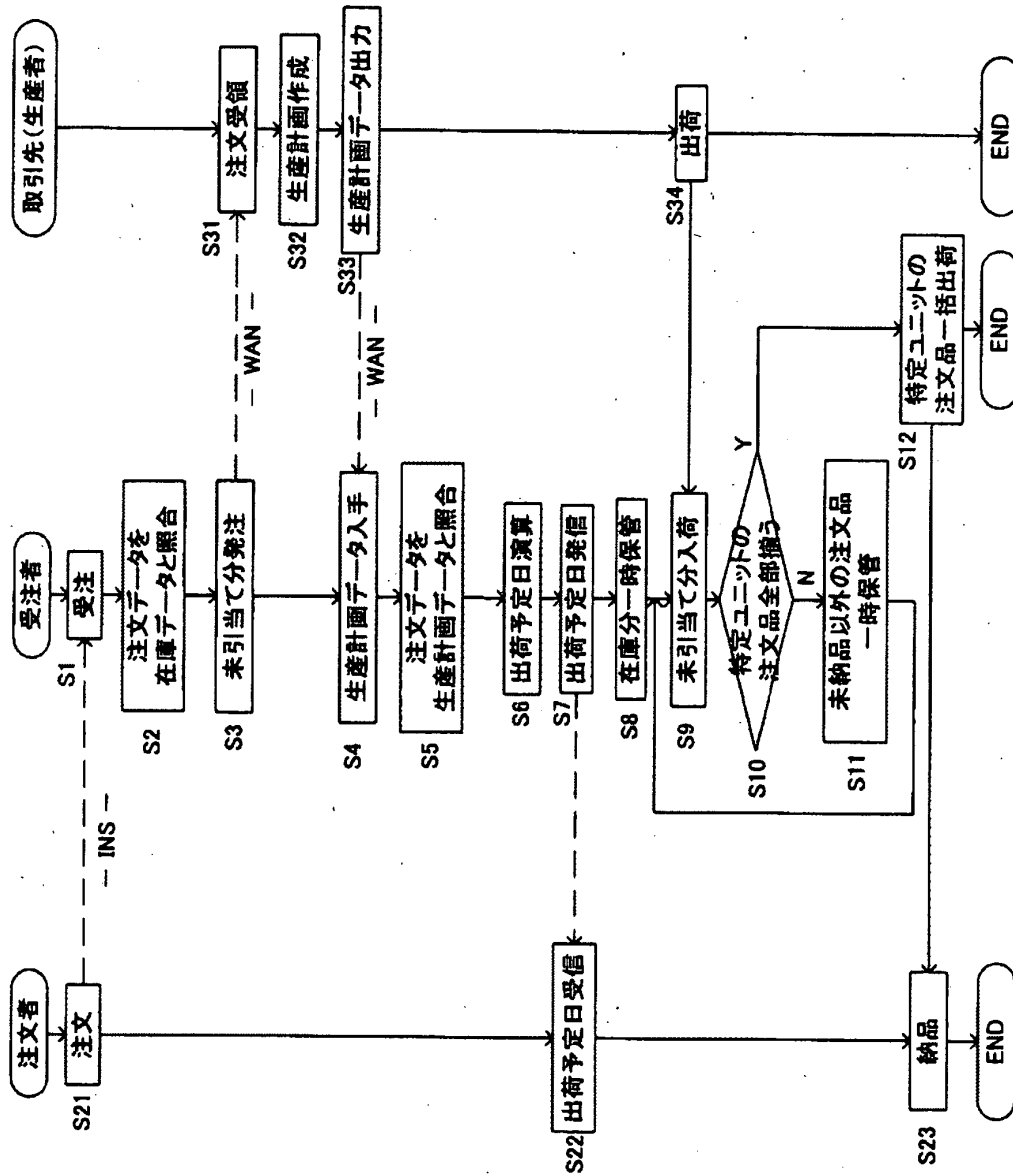 注文者
S21
注文
S22
出荷予定日受信
S23
納品
END
— INS —
受注者
S1
受注
S2
注文データを
在庫データと照合
S3
未引当て分発注
S4
生産計画データ入手
S5
注文データを
生産計画データと照合
S6
出荷予定日演算
S7
出荷予定日発信
S8
在庫分一時保管
S9
未引当て分入荷
S10
特定ユニットの
注文品全部揃う
Y
N
S11
未納品以外の注文品
一時保管
S12
特定ユニットの
注文品一括出荷
END
— WAN —
— WAN —
取引先(生産者)
S31
注文受領
S32
生産計画作成
S33
生産計画データ出力
S34
出荷
END